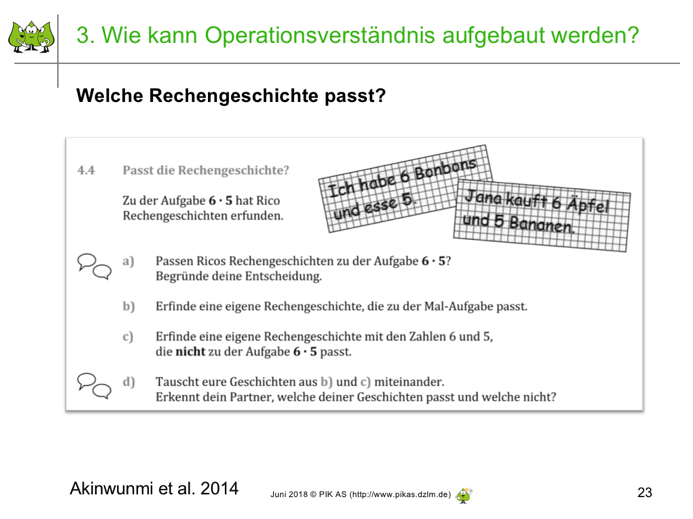 3. Wie kann Operationsverständnis aufgebaut werden?
Welche Rechengeschichte passt?
4.4 Passt die Rechengeschichte?
Zu der Aufgabe 6 · 5 hat Rico
Rechengeschichten erfunden.
Ich habe 6 Bonbons
und esse 5.
Jana kauft 6 Äpfel
und 5 Bananen.
a) Passen Ricos Rechengeschichten zu der Aufgabe 6 · 5?
Begründe deine Entscheidung.
b) Erfinde eine eigene Rechengeschichte, die zu der Mal-Aufgabe passt.
c) Erfinde eine eigene Rechengeschichte mit den Zahlen 6 und 5,
die nicht zu der Aufgabe 6 · 5 passt.
d) Tauscht eure Geschichten aus b) und c) miteinander.
Erkennt dein Partner, welche deiner Geschichten passt und welche nicht?
Akinwunmi et al. 2014
Juni 2018 © PIK AS (http://www.pikas.dzlm.de)
23